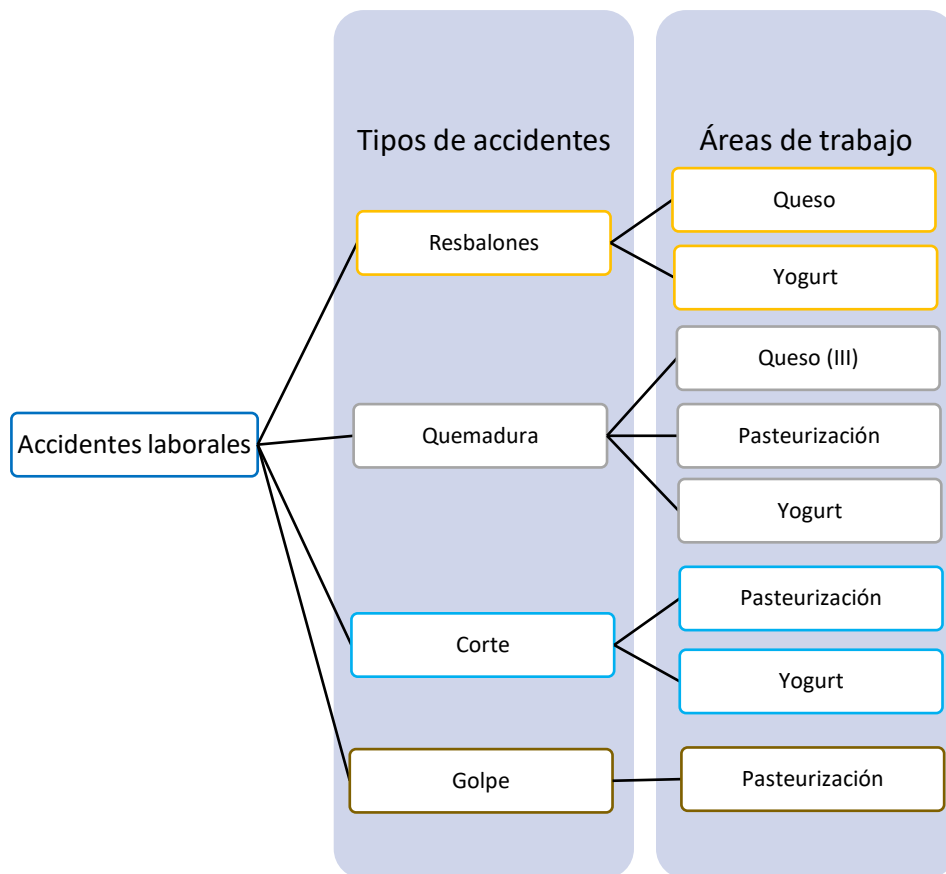 Tipos de accidentes
Áreas de trabajo
Accidentes laborales
Resbalones
Queso
Yogurt
Quemadura
Queso (III)
Pasteurización
Yogurt
Corte
Pasteurización
Yogurt
Golpe
Pasteurización